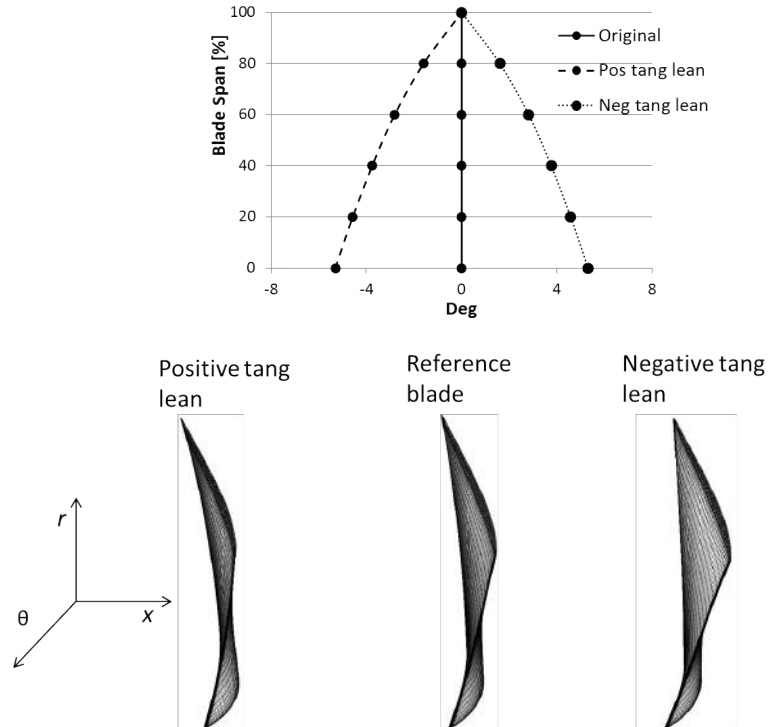 100
80
60
40
20
0
Blade Span [%]
-8
-4
0
4
8
Deg
Original
Pos tang lean
Neg tang lean
Positive tang
lean
Reference
blade
Negative tang
lean
r
θ
x